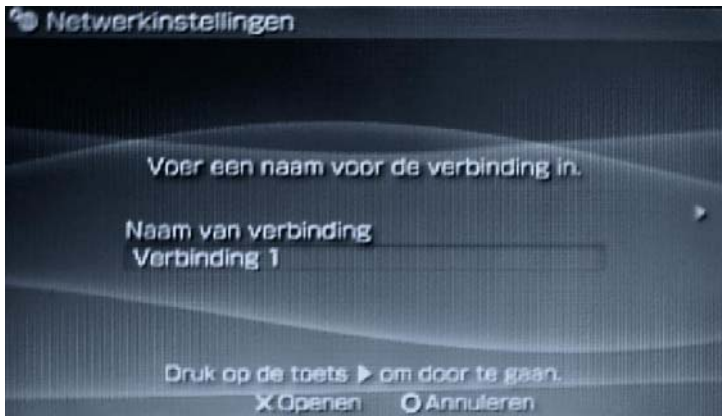 Netwerkinstellingen
Voer een naam voor de verbinding in.
Naam van verbinding
Verbinding 1
Druk op de toets ▶ om door te gaan.
X Openen O Annuleren